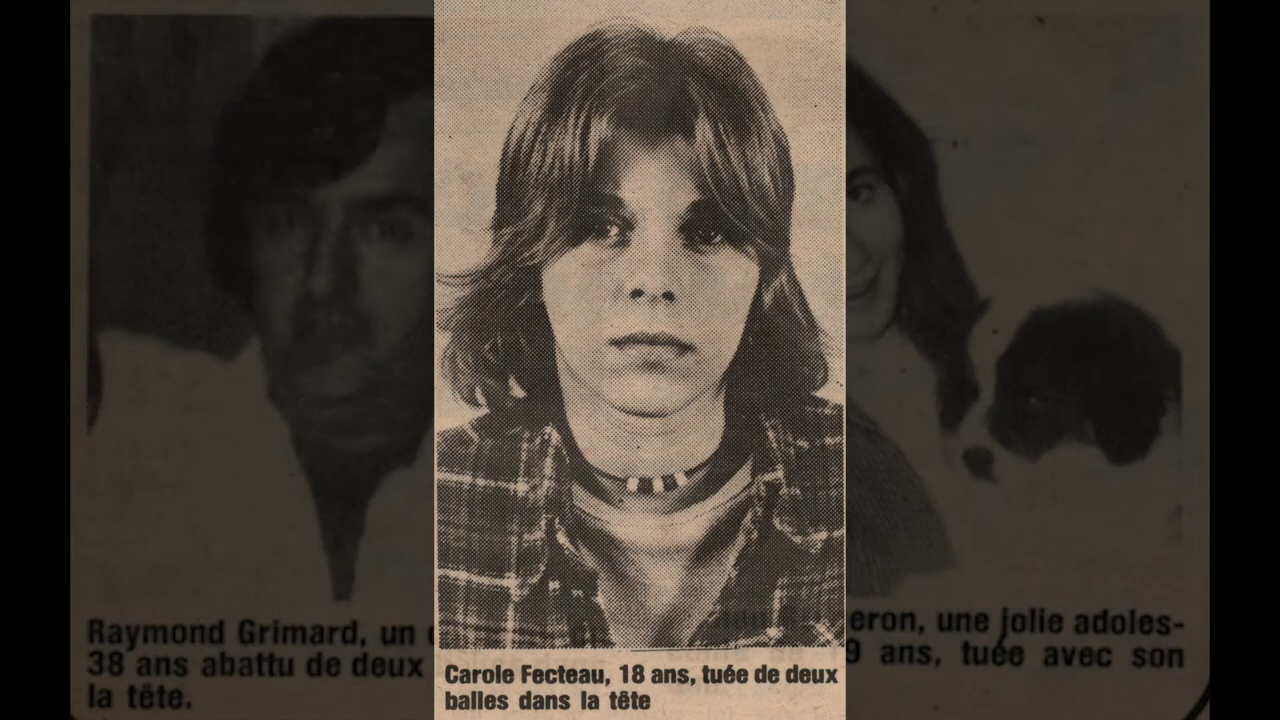 Raymond Grimard, un
38 ans abattu de deux
la tête.
Carole Fecteau, 18 ans, tuée de deux
balles dans la tête
eron, une jolie adoles-
9 ans, tuée avec son